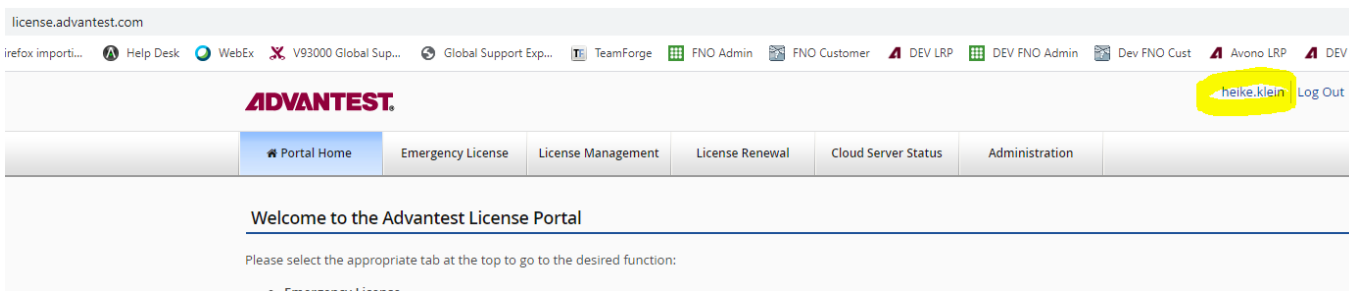 license.advantest.com
irefox importi... Help Desk WebEx V93000 Global Sup... Global Support Exp... TF TeamForge FNO Admin FNO Customer DEV LRP DEV FNO Admin Dev FNO Cust Avono LRP DEV
ADVANTEST. heike.klein Log Out
Portal Home Emergency License License Management License Renewal Cloud Server Status Administration
Welcome to the Advantest License Portal
Please select the appropriate tab at the top to go to the desired function:
Emergency License